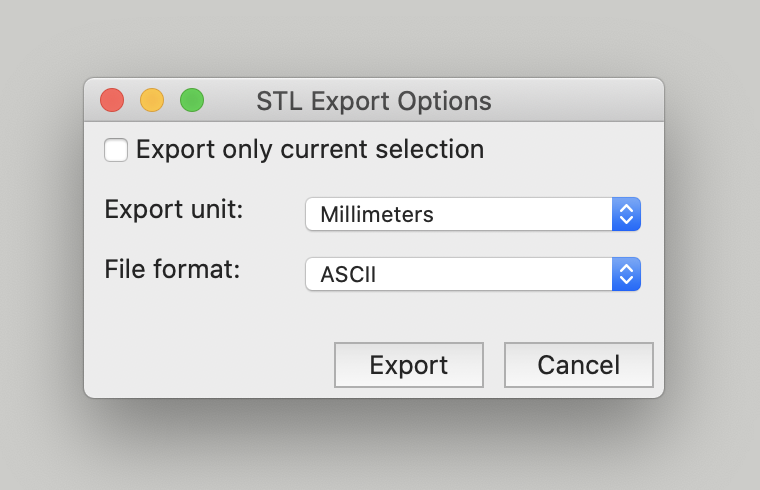 STL Export Options
Export only current selection
Export unit: Millimeters
File format: ASCII
Export Cancel